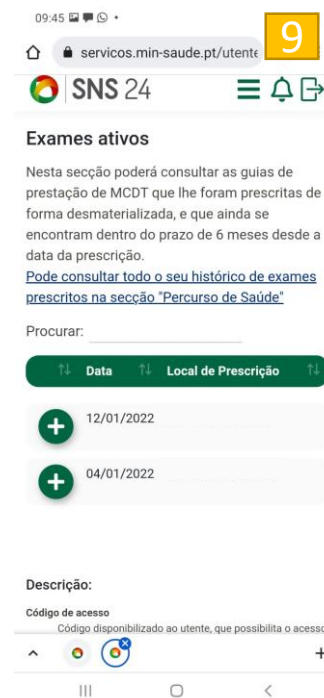 09:45
9
servicos.min-saude.pt/utente
SNS 24
Exames ativos
Nesta secção poderá consultar as guias de
prestação de MCDT que lhe foram prescritas de
forma desmaterializada, e que ainda se
encontram dentro do prazo de 6 meses desde a
data da prescrição.
Pode consultar todo o seu histórico de exames
prescritos na secção "Percurso de Saúde"
Procurar:
Data Local de Prescrição
12/01/2022
04/01/2022
Descrição:
Código de acesso
Código disponibilizado ao utente, que possibilita o acesso